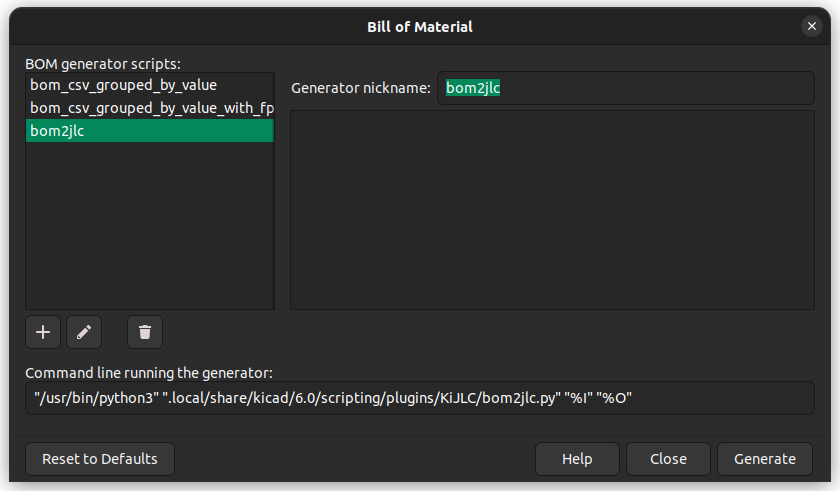 Bill of Material
BOM generator scripts:
bom_csv_grouped_by_value
bom_csv_grouped_by_value_with_fp
bom2jlc
Generator nickname: bom2jlc
Command line running the generator:
"/usr/bin/python3" ".local/share/kicad/6.0/scripting/plugins/KiJLC/bom2jlc.py" "%I" "%O"
Reset to Defaults
Help
Close
Generate